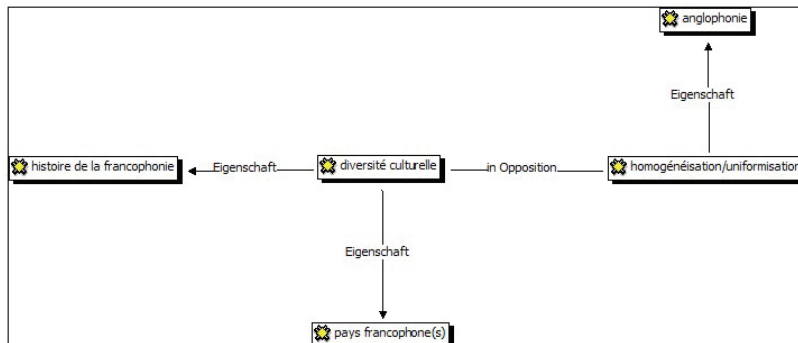 anglophonie
Eigenschaft
histoire de la francophonie
Eigenschaft
diversité culturelle
in Opposition
homogénéisation/uniformisation
Eigenschaft
pays francophone(s)